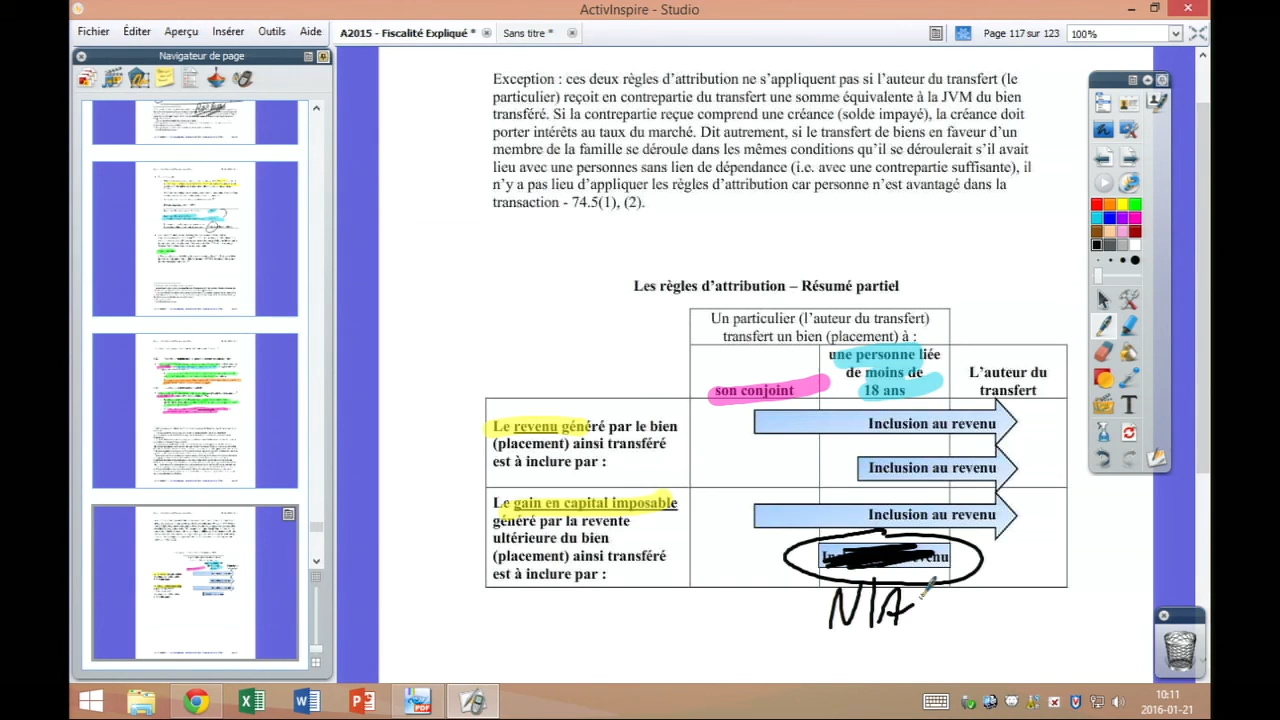 ActivInspire - Studio
Fichier Éditer Aperçu Insérer Outils Aide
A2015 - Fiscalité Expliqué *
Sans titre *
Page 117 sur 123
100%
Navigateur de page
Exception : ces deux règles d’attribution ne s’appliquent pas si l’auteur du transfert (le
particulier) reçoit en contrepartie du transfert une somme équivalente à la JVM du bien
transféré. Si la contrepartie reçue comprend une créance (solde impayé), la créance doit
porter intérêt au taux du marché. Dit autrement, si le transfert de bien en faveur d’un
membre de la famille se déroule dans les mêmes conditions qu’il se déroulerait s’il avait
lieu avec une personne sans lien de dépendance (i.e. avec une contrepartie suffisante), il
n’y a pas lieu d’appliquer les règles d’attribution car personne n’est avantagé dans la
transaction - 74.5(1), (2).
Les règles d’attribution – Résumé partiel
Un particulier (l’auteur du transfert)
transfert un bien (placement) à :
son conjoint
une personne liée
de moins de
18 ans
L’auteur du
transfert
Le revenu généré par le bien
(placement) ainsi transféré
est à inclure par :
Inclusion au revenu
Inclusion au revenu
Le gain en capital imposable
généré par la revente
ultérieure du bien
(placement) ainsi transféré
est à inclure par :
Inclusion au revenu
N/A
10:11
2016-01-21